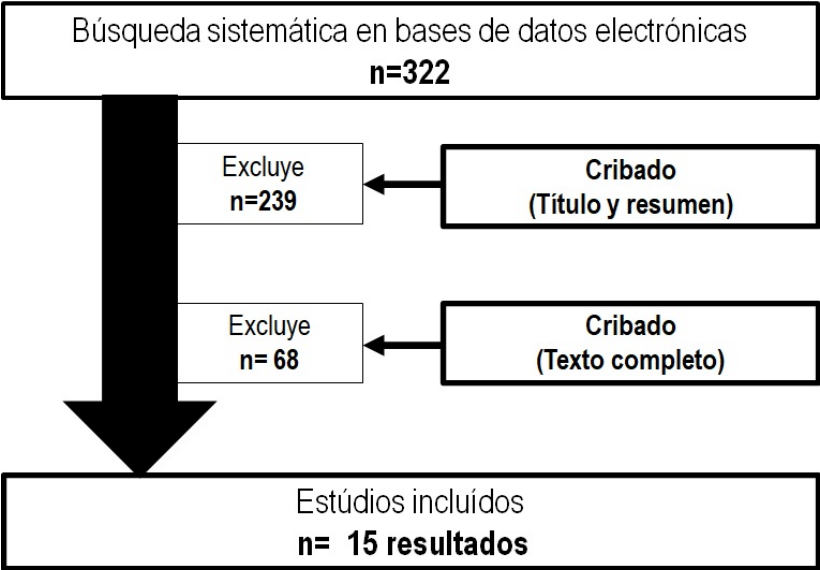 Búsqueda sistemática en bases de datos electrónicas
n=322
Excluye
n=239
Cribado
(Título y resumen)
Excluye
n= 68
Cribado
(Texto completo)
Estúdios incluídos
n= 15 resultados